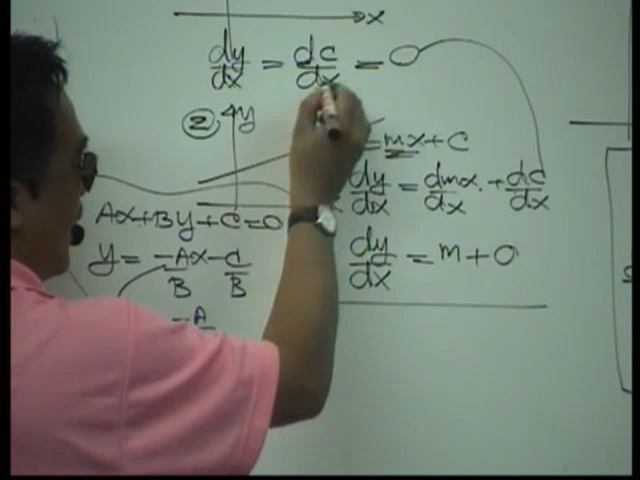 x
dy/dx = dc/dx = 0
② y
= mx + c
dy/dx = dmx/dx + dc/dx
Ax + By + C = 0
y = -Ax/B - C/B
dy/dx = m + 0
-A